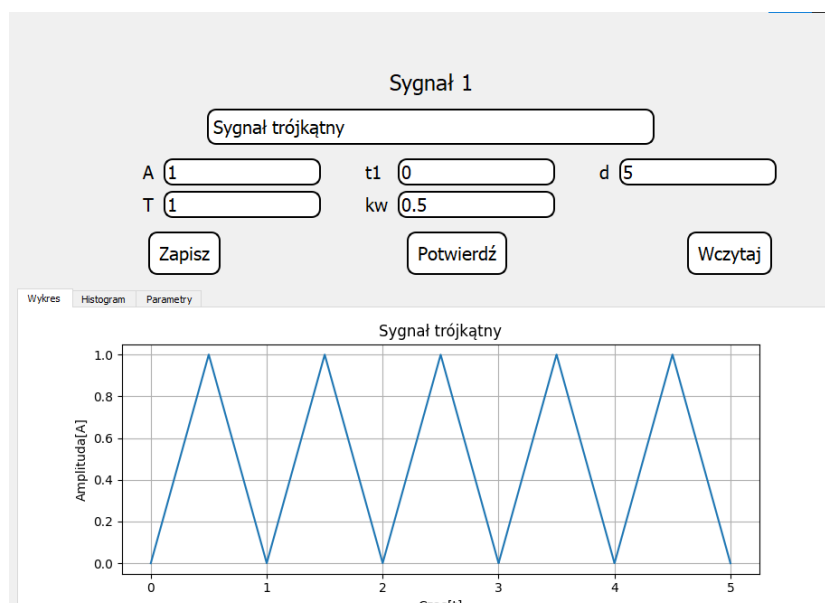 Sygnał 1
Sygnał trójkątny
A 1 t1 0 d 5
T 1 kw 0.5
Zapisz Potwierdź Wczytaj
Wykres Histogram Parametry
Sygnał trójkątny
1.0
0.8
0.6
0.4
0.2
0.0
Amplituda[A]
0 1 2 3 4 5